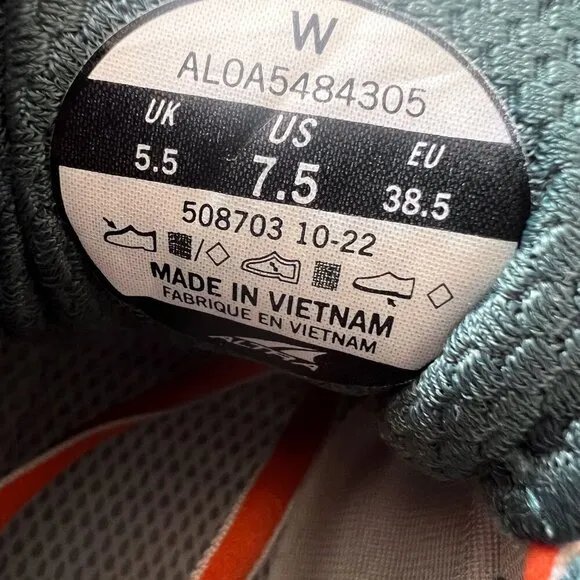 W
AL0A5484305
UK US EU
5.5 7.5 38.5
508703 10-22
MADE IN VIETNAM
FABRIQUE EN VIETNAM
ALTRA